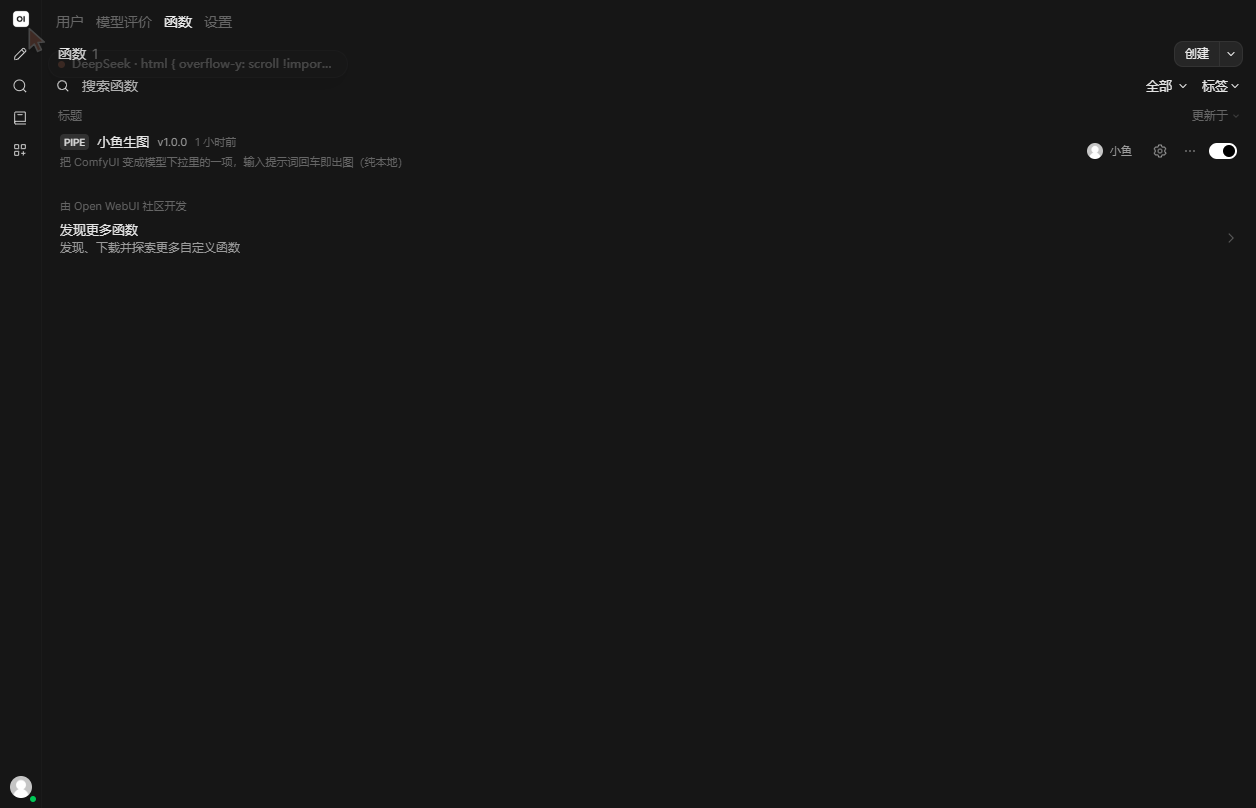 OI
用户 模型评价 函数 设置
函数 1
创建
DeepSeek · html { overflow-y: scroll !impor...
搜索函数
全部 标签
标题
更新于
PIPE 小鱼生图 v1.0.0 1 小时前
把 ComfyUI 变成模型下拉里的一项，输入提示词回车即出图（纯本地）
小鱼
由 Open WebUI 社区开发
发现更多函数
发现、下载并探索更多自定义函数